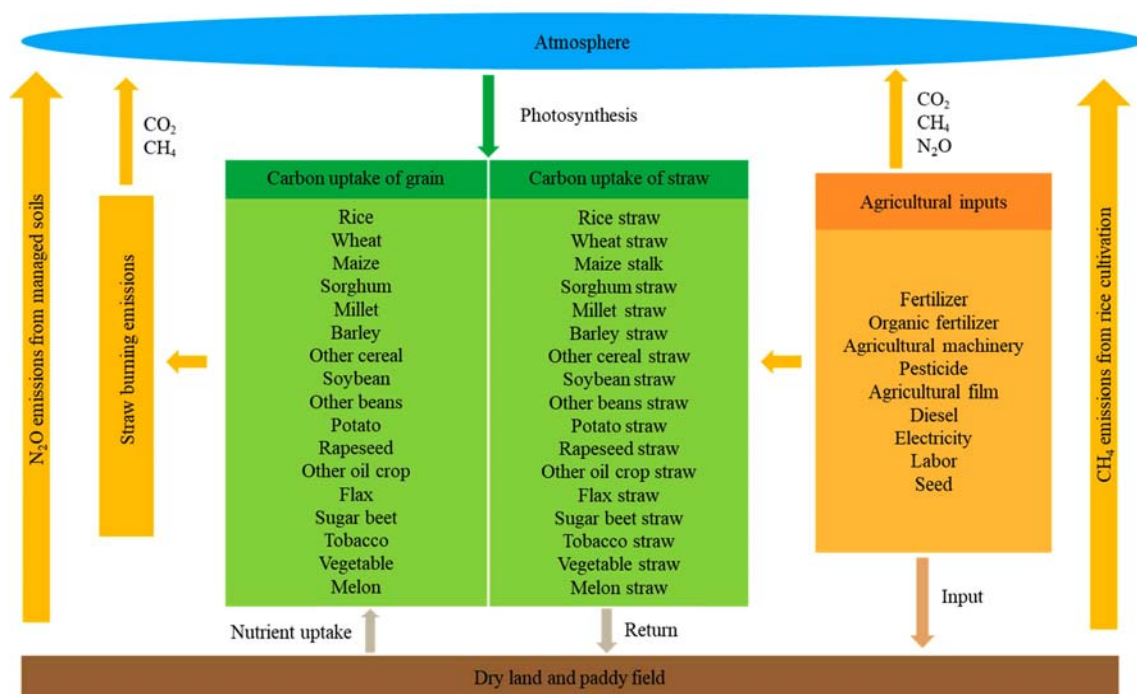 Atmosphere
CO₂
CH₄
Photosynthesis
CO₂
CH₄
N₂O
N₂O emissions from managed soils
Straw burning emissions
Carbon uptake of grain
Rice
Wheat
Maize
Sorghum
Millet
Barley
Other cereal
Soybean
Other beans
Potato
Rapeseed
Other oil crop
Flax
Sugar beet
Tobacco
Vegetable
Melon
Carbon uptake of straw
Rice straw
Wheat straw
Maize stalk
Sorghum straw
Millet straw
Barley straw
Other cereal straw
Soybean straw
Other beans straw
Potato straw
Rapeseed straw
Other oil crop straw
Flax straw
Sugar beet straw
Tobacco straw
Vegetable straw
Melon straw
Agricultural inputs
Fertilizer
Organic fertilizer
Agricultural machinery
Pesticide
Agricultural film
Diesel
Electricity
Labor
Seed
CH₄ emissions from rice cultivation
Nutrient uptake
Return
Input
Dry land and paddy field